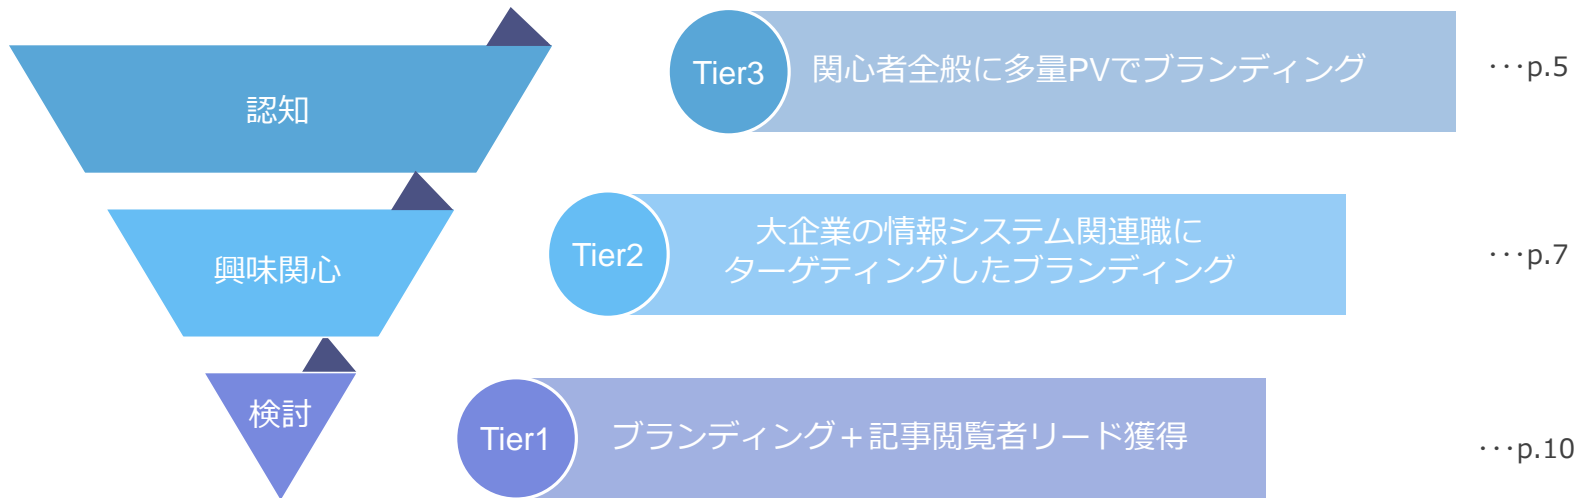 認知
Tier3
関心者全般に多量PVでブランディング
･･･p.5
興味関心
Tier2
大企業の情報システム関連職に
ターゲティングしたブランディング
･･･p.7
検討
Tier1
ブランディング＋記事閲覧者リード獲得
･･･p.10